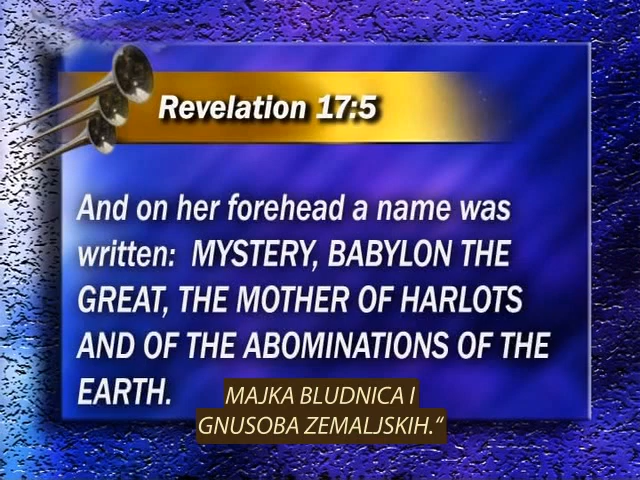 Revelation 17:5
And on her forehead a name was
written:  MYSTERY, BABYLON THE
GREAT, THE MOTHER OF HARLOTS
AND OF THE ABOMINATIONS OF THE
EARTH.
MAJKA BLUDNICA I
GNUSOBA ZEMALJSKIH.“